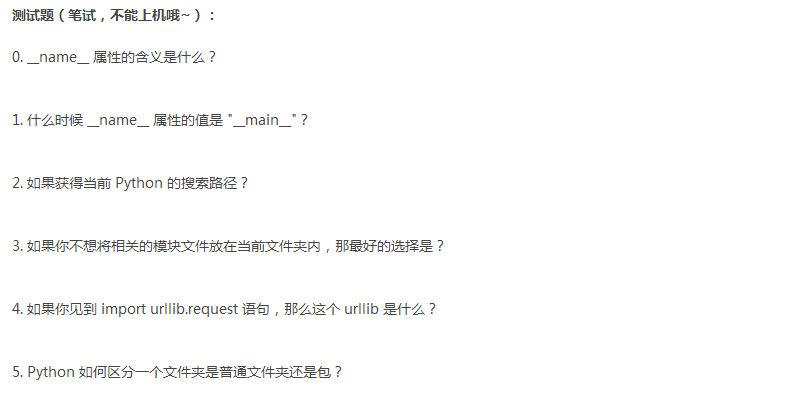 测试题（笔试，不能上机哦~）：
0. __name__ 属性的含义是什么？
1. 什么时候 __name__ 属性的值是 "__main__"？
2. 如果获得当前 Python 的搜索路径？
3. 如果你不想将相关的模块文件放在当前文件夹内，那最好的选择是？
4. 如果你见到 import urllib.request 语句，那么这个 urllib 是什么？
5. Python 如何区分一个文件夹是普通文件夹还是包？